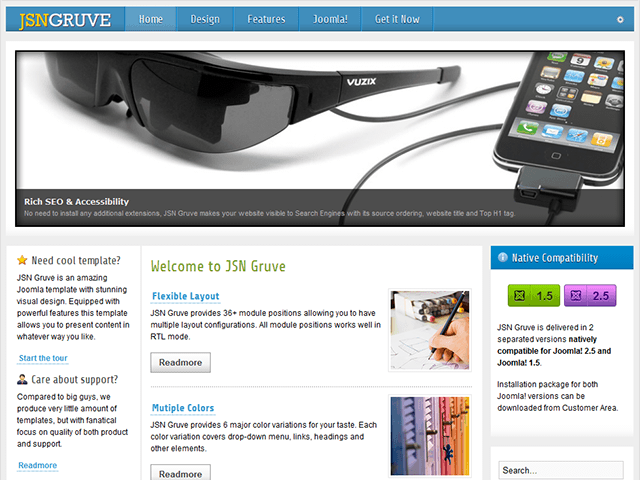 JSNGRUVE
Home
Design
Features
Joomla!
Get it Now
VUZIX
Rich SEO & Accessibility
No need to install any additional extensions, JSN Gruve makes your website visible to Search Engines with its source ordering, website title and Top H1 tag.
Need cool template?
JSN Gruve is an amazing
Joomla template with stunning
visual design. Equipped with
powerful features this template
allows you to present content in
whatever way you like.
Start the tour
Care about support?
Compared to big guys, we
produce very little amount of
templates, but with fanatical
focus on quality of both product
and support.
Readmore
Welcome to JSN Gruve
Flexible Layout
JSN Gruve provides 36+ module positions allowing you to have
multiple layout configurations. All module positions works well in
RTL mode.
Readmore
Mutiple Colors
JSN Gruve provides 6 major color variations for your taste. Each
color variation covers drop-down menu, links, headings and
other elements.
Readmore
Native Compatibility
1.5
2.5
JSN Gruve is delivered in 2
separated versions natively
compatible for Joomla! 2.5 and
Joomla! 1.5.
Installation package for both
Joomla! versions can be
downloaded from Customer Area.
Search...